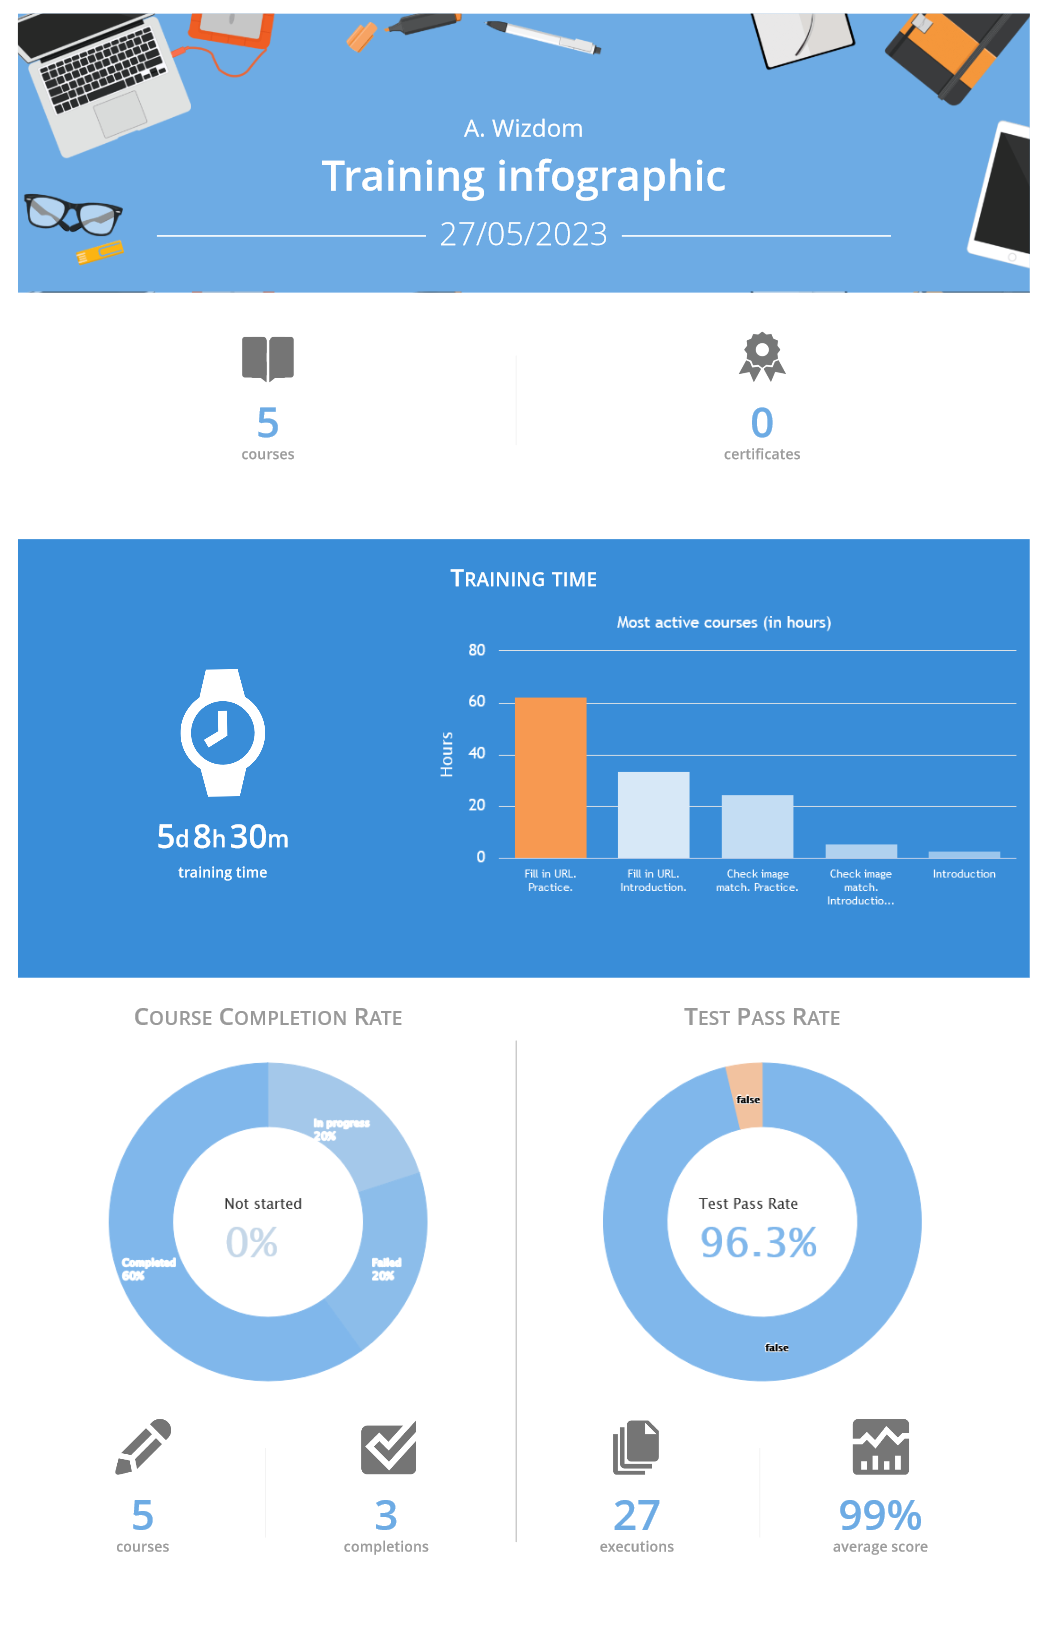 A. Wizdom
Training infographic
27/05/2023
5
courses
0
certificates
TRAINING TIME
5d 8h 30m
training time
Most active courses (in hours)
Hours
80
60
40
20
0
Fill in URL.
Practice.
Fill in URL.
Introduction.
Check image
match. Practice.
Check image
match.
Introductio...
Introduction
COURSE COMPLETION RATE
In progress
20%
Not started
0%
Completed
60%
Failed
20%
5
courses
3
completions
TEST PASS RATE
false
Test Pass Rate
96.3%
false
27
executions
99%
average score